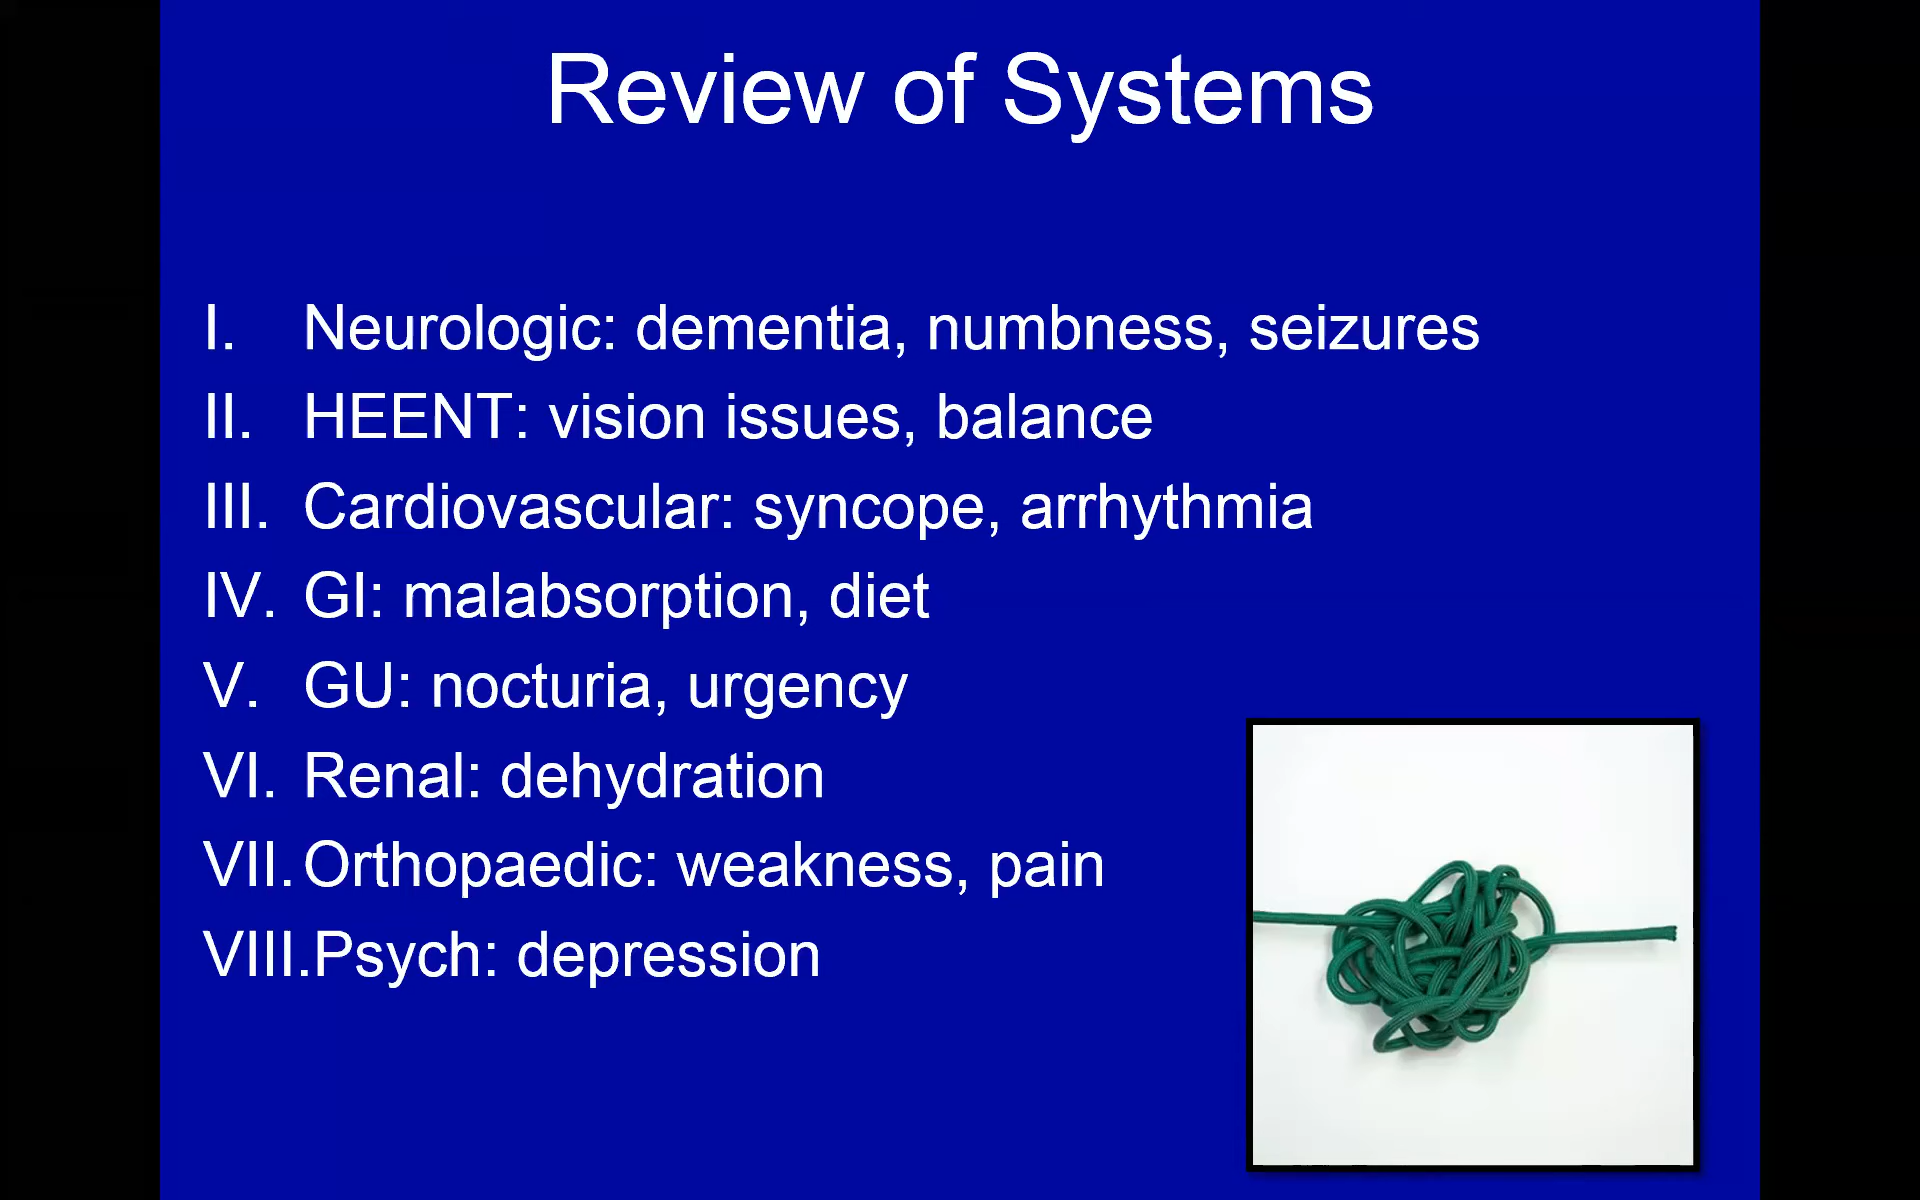 Review of Systems
I. Neurologic: dementia, numbness, seizures
II. HEENT: vision issues, balance
III. Cardiovascular: syncope, arrhythmia
IV. GI: malabsorption, diet
V. GU: nocturia, urgency
VI. Renal: dehydration
VII. Orthopaedic: weakness, pain
VIII. Psych: depression